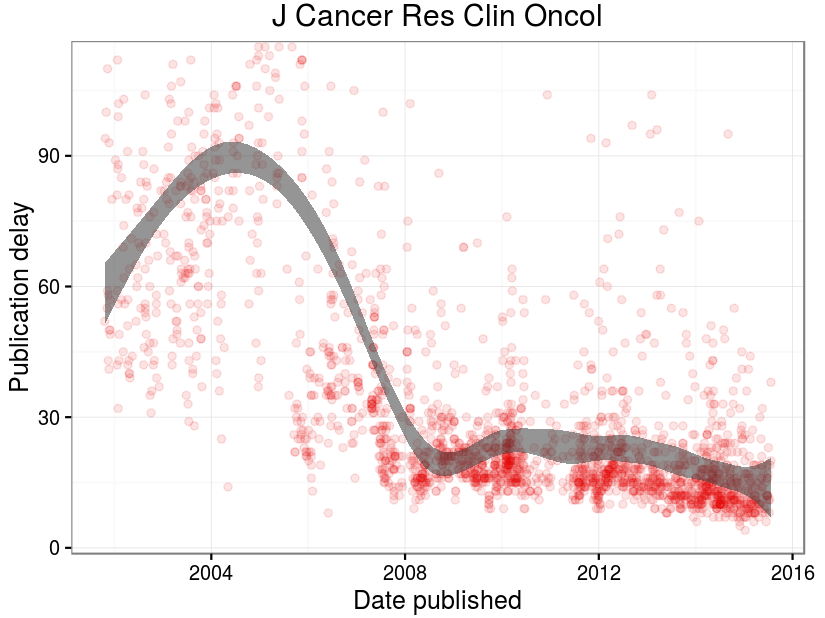 J Cancer Res Clin Oncol
Publication delay
90
60
30
0
2004
2008
2012
2016
Date published